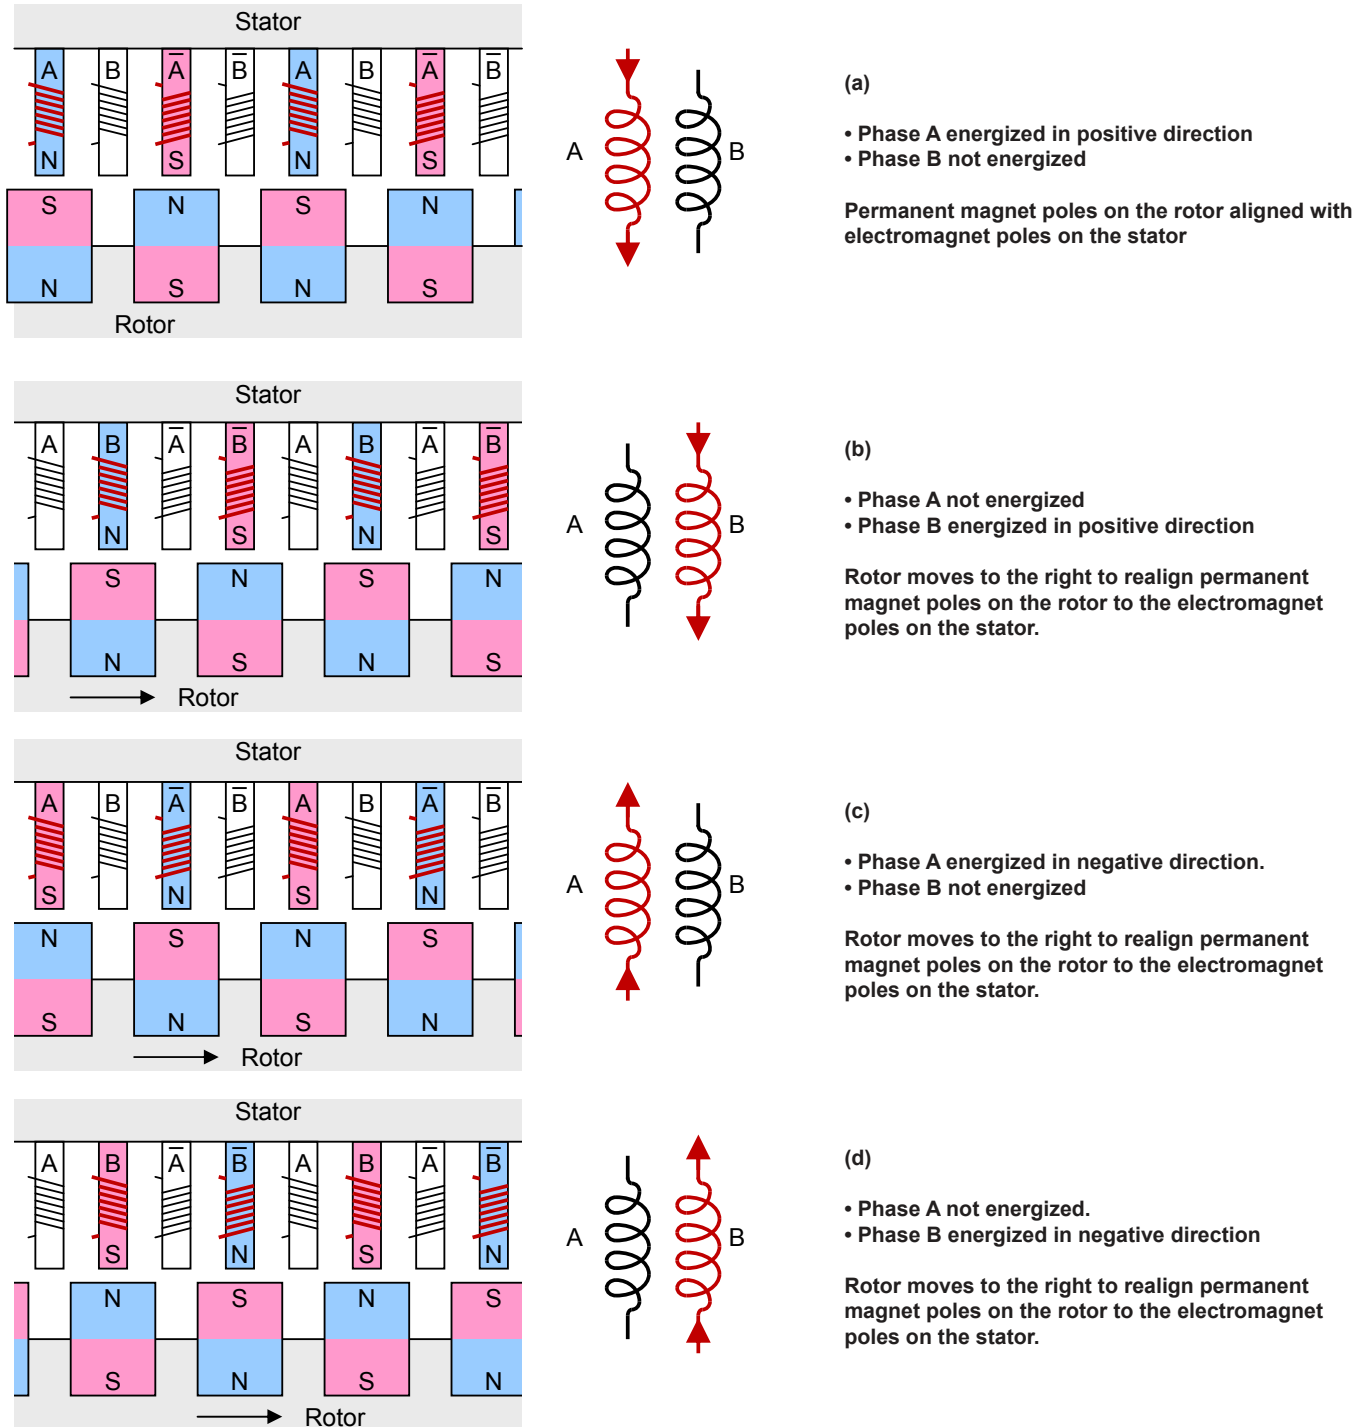 Stator
A B A̅ B̅ A B A̅ B̅
N S N S
S N S N
N S N S
Rotor
A B
(a)
• Phase A energized in positive direction
• Phase B not energized
Permanent magnet poles on the rotor aligned with
electromagnet poles on the stator
Stator
A B A̅ B̅ A B A̅ B̅
N S N S
S N S N
N S N S
Rotor
A B
(b)
• Phase A not energized
• Phase B energized in positive direction
Rotor moves to the right to realign permanent
magnet poles on the rotor to the electromagnet
poles on the stator.
Stator
A B A̅ B̅ A B A̅ B̅
S N S N
N S N S
S N S N
Rotor
A B
(c)
• Phase A energized in negative direction.
• Phase B not energized
Rotor moves to the right to realign permanent
magnet poles on the rotor to the electromagnet
poles on the stator.
Stator
A B A̅ B̅ A B A̅ B̅
S N S N
N S N S
S N S N
Rotor
A B
(d)
• Phase A not energized.
• Phase B energized in negative direction
Rotor moves to the right to realign permanent
magnet poles on the rotor to the electromagnet
poles on the stator.